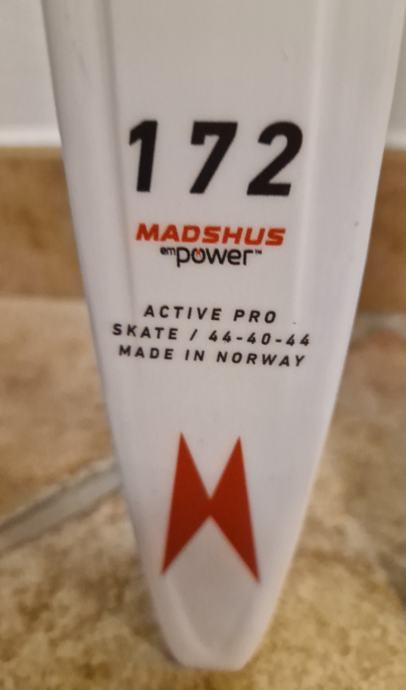 172
MADSHUS
empower™
ACTIVE PRO
SKATE / 44-40-44
MADE IN NORWAY